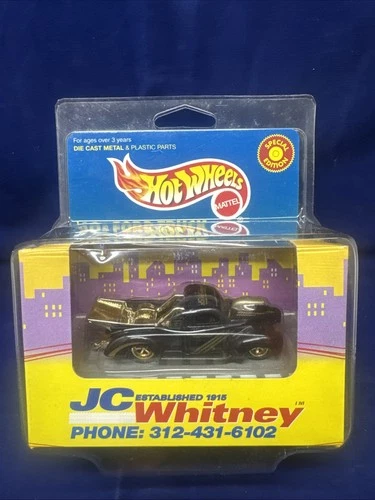 For ages over 3 years
DIE CAST METAL & PLASTIC PARTS
SPECIAL EDITION
HOT WHEELS
MATTEL
JC ESTABLISHED 1915
Whitney
PHONE: 312-431-6102